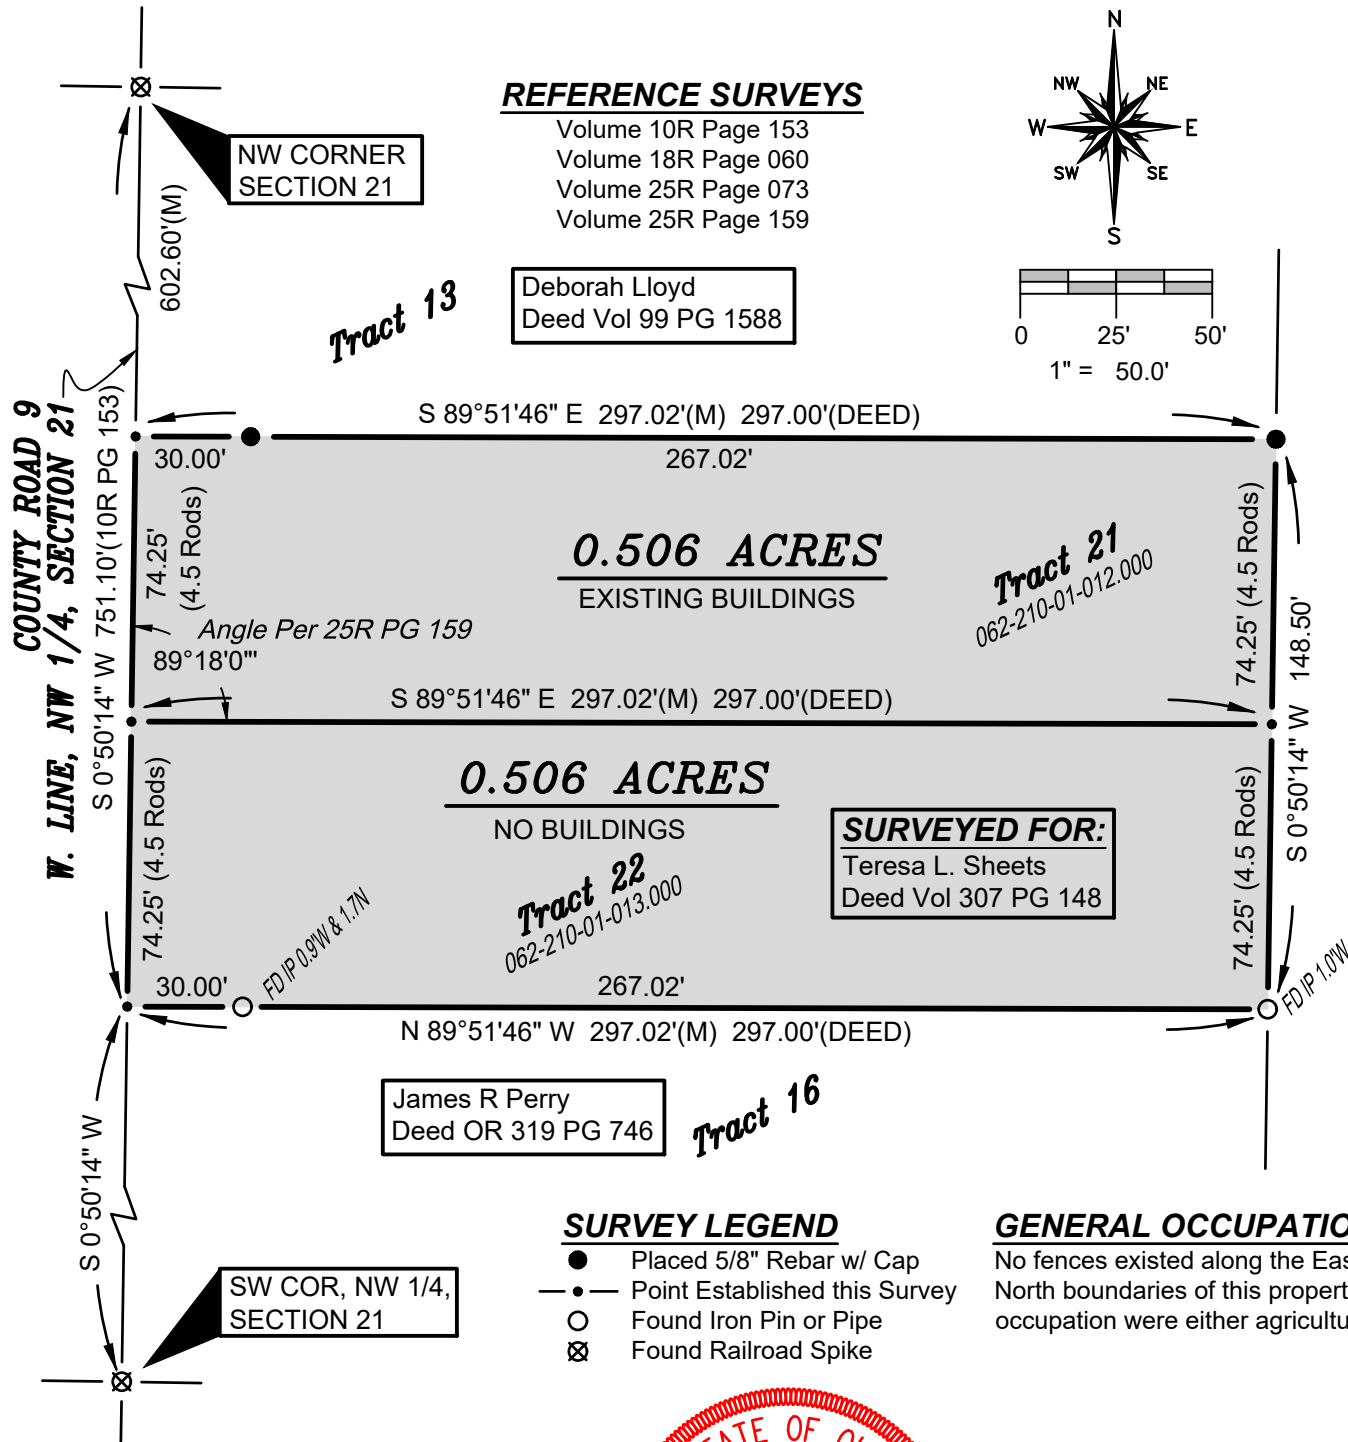 N
NW
NE
W
E
SW
SE
S
REFERENCE SURVEYS
Volume 10R Page 153
Volume 18R Page 060
Volume 25R Page 073
Volume 25R Page 159
NW CORNER
SECTION 21
602.60'(M)
Tract 13
Deborah Lloyd
Deed Vol 99 PG 1588
0 25' 50'
1" = 50.0'
COUNTY ROAD 9
W. LINE, NW 1/4, SECTION 21
S 0°50'14" W 751.10'(10R PG 153)
S 89°51'46" E 297.02'(M) 297.00'(DEED)
30.00'
267.02'
74.25'
(4.5 Rods)
0.506 ACRES
EXISTING BUILDINGS
Tract 21
062-210-01-012.000
74.25' (4.5 Rods)
S 0°50'14" W 148.50'
Angle Per 25R PG 159
89°18'0"'
S 89°51'46" E 297.02'(M) 297.00'(DEED)
74.25' (4.5 Rods)
0.506 ACRES
NO BUILDINGS
Tract 22
062-210-01-013.000
SURVEYED FOR:
Teresa L. Sheets
Deed Vol 307 PG 148
74.25' (4.5 Rods)
FD IP 0.9'W & 1.7N
FD IP 1.0'W
30.00'
267.02'
N 89°51'46" W 297.02'(M) 297.00'(DEED)
James R Perry
Deed OR 319 PG 746
Tract 16
S 0°50'14" W
SW COR, NW 1/4,
SECTION 21
SURVEY LEGEND
Placed 5/8" Rebar w/ Cap
Point Established this Survey
Found Iron Pin or Pipe
Found Railroad Spike
GENERAL OCCUPATIO
No fences existed along the Eas
North boundaries of this propert
occupation were either agricultu
OF